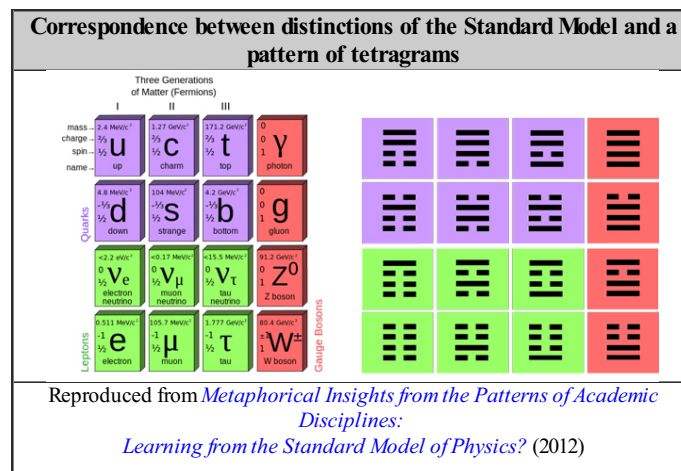 Correspondence between distinctions of the Standard Model and a
pattern of tetragrams
Three Generations
of Matter (Fermions)
I II III
mass→ 2.4 MeV/c² 1.27 GeV/c² 171.2 GeV/c² 0
charge→ ⅔ ⅔ ⅔ 0
spin→ ½ ½ ½ 1
u c t γ
name→ up charm top photon
Quarks
4.8 MeV/c² 104 MeV/c² 4.2 GeV/c² 0
-⅓ -⅓ -⅓ 0
½ ½ ½ 1
d s b g
down strange bottom gluon
<2.2 eV/c² <0.17 MeV/c² <15.5 MeV/c² 91.2 GeV/c²
0 0 0 0
½ ½ ½ 1
νe νμ ντ Z⁰
electron neutrino muon neutrino tau neutrino Z boson
Leptons
0.511 MeV/c² 105.7 MeV/c² 1.777 GeV/c² 80.4 GeV/c²
-1 -1 -1
½ ½ ½ 1
e μ τ W±
electron muon tau W boson
Gauge Bosons
Reproduced from Metaphorical Insights from the Patterns of Academic
Disciplines:
Learning from the Standard Model of Physics? (2012)